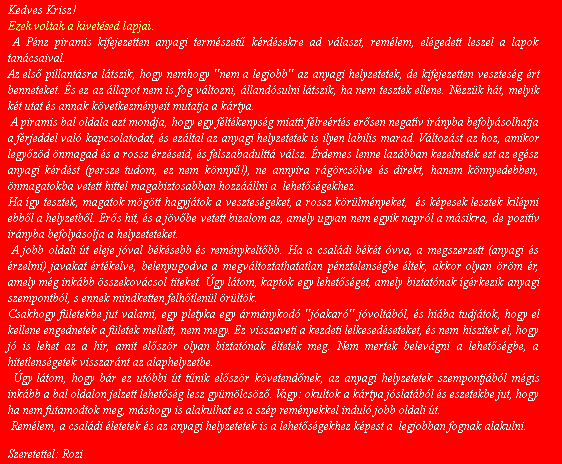 Kedves Krisz!
Ezek voltak a kivetésed lapjai.
A Pénz piramis kifejezetten anyagi természetű kérdésekre ad választ, remélem, elégedett leszel a lapok
tanácsaival.
Az első pillantásra látszik, hogy nemhogy "nem a legjobb" az anyagi helyzetetek, de kifejezetten veszteség ért
benneteket. És ez az állapot nem is fog változni, állandósulni látszik, ha nem tesztek ellene. Nézzük hát, melyik
két utat és annak következményeit mutatja a kártya.
A piramis bal oldala azt mondja, hogy egy féltékenység miatti félreértés erősen negatív irányba befolyásolhatja
a férjeddel való kapcsolatodat, és ezáltal az anyagi helyzetetek is ilyen labilis marad. Változást az hoz, amikor
legyőzöd önmagad és a rossz érzéseid, és felszabadulttá válsz. Érdemes lenne lazábban kezelnetek ezt az egész
anyagi kérdést (persze tudom, ez nem könnyű!), ne annyira rágörcsölve és direkt, hanem könnyedebben,
önmagatokba vetett hittel magabiztosabban hozzáállni a lehetőségekhez.
Ha így tesztek, magatok mögött hagyjátok a veszteségeket, a rossz körülményeket, és képesek lesztek kilépni
ebből a helyzetből. Erős hit, és a jövőbe vetett bizalom az, amely ugyan nem egyik napról a másikra, de pozitív
irányba befolyásolja a helyzeteteket.
A jobb oldali út eleje jóval békésebb és reménykeltőbb. Ha a családi békét óvva, a megszerzett (anyagi és
érzelmi) javakat értékelve, belenyugodva a megváltoztathatatlan pénztelenségbe éltek, akkor olyan öröm ér,
amely még inkább összekovácsol titeket. Úgy látom, kaptok egy lehetőséget, amely biztatónak ígérkezik anyagi
szempontból, s ennek mindketten felhőtlenül örültök.
Csakhogy fületekbe jut valami, egy pletyka egy ármánykodó "jóakaró" jóvoltából, és hiába tudjátok, hogy el
kellene engednetek a fületek mellett, nem megy. Ez visszaveti a kezdeti lelkesedéseteket, és nem hiszitek el, hogy
jó is lehet az a hír, amit először olyan biztatónak éltetek meg. Nem mertek belevágni a lehetőségbe, a
hitetlenségetek visszaránt az alaphelyzetbe.
Úgy látom, hogy bár ez utóbbi út tűnik először követendőnek, az anyagi helyzetetek szempontjából mégis
inkább a bal oldalon jelzett lehetőség lesz gyümölcsöző. Vagy: okultok a kártya jóslatából és eszetekbe jut, hogy
ha nem futamodtok meg, máshogy is alakulhat ez a szép reményekkel induló jobb oldali út.
Remélem, a családi életetek és az anyagi helyzetetek is a lehetőségekhez képest a legjobban fognak alakulni.
Szeretettel: Rozi